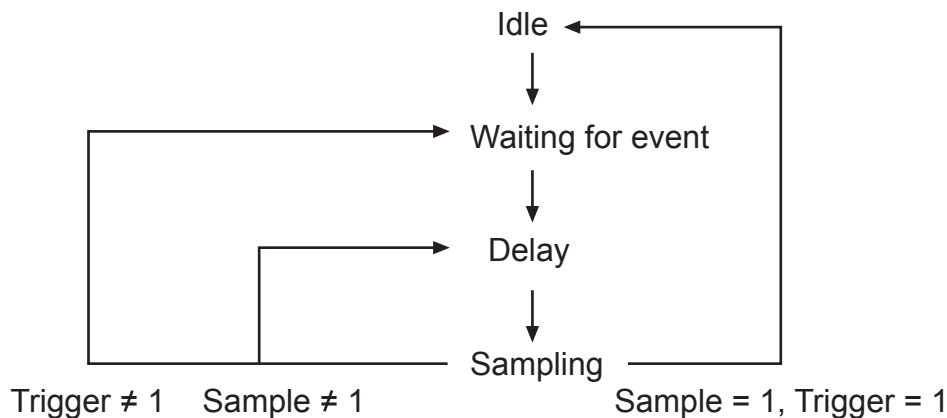 Idle
Waiting for event
Delay
Sampling
Trigger ≠ 1
Sample ≠ 1
Sample = 1, Trigger = 1